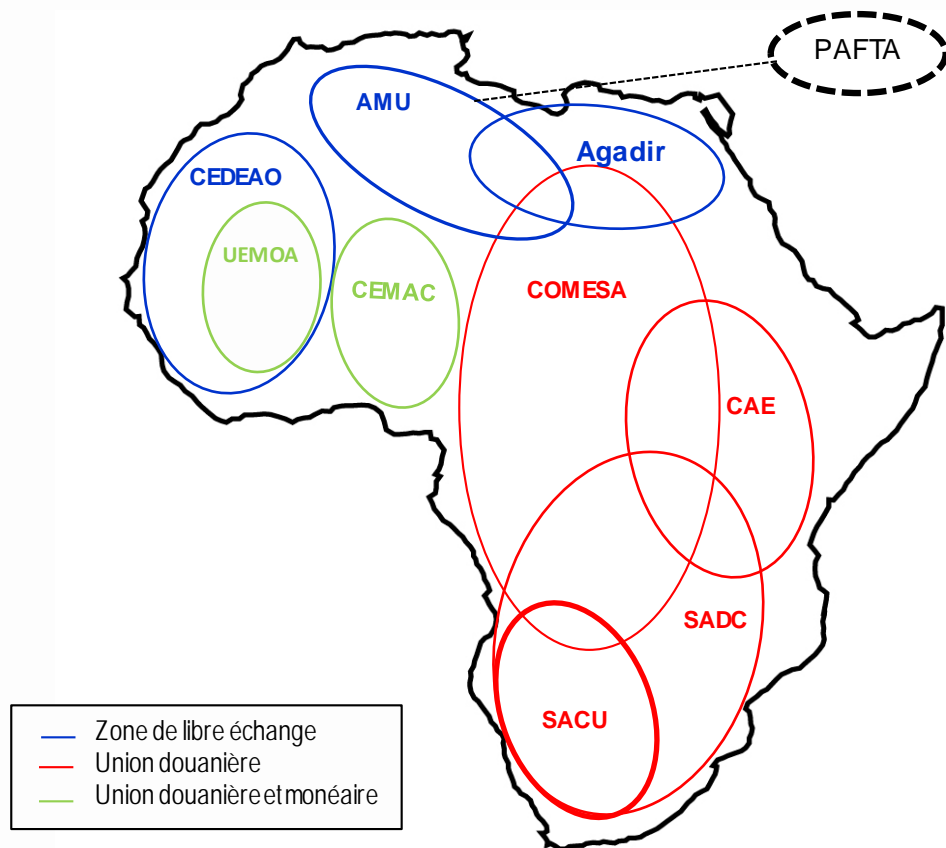 PAFTA
AMU
Agadir
CEDEAO
UEMOA
CEMAC
COMESA
CAE
SADC
SACU
Zone de libre échange
Union douanière
Union douanière et monéaire